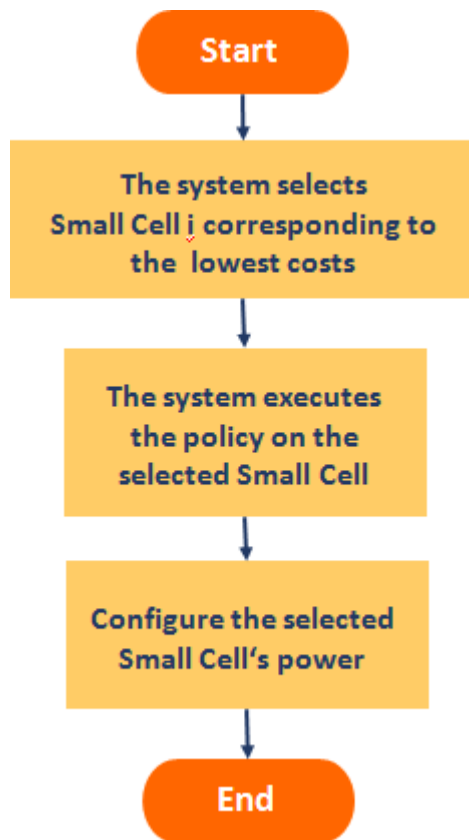 Start
The system selects
Small Cell i corresponding to
the lowest costs
The system executes
the policy on the
selected Small Cell
Configure the selected
Small Cell‘s power
End